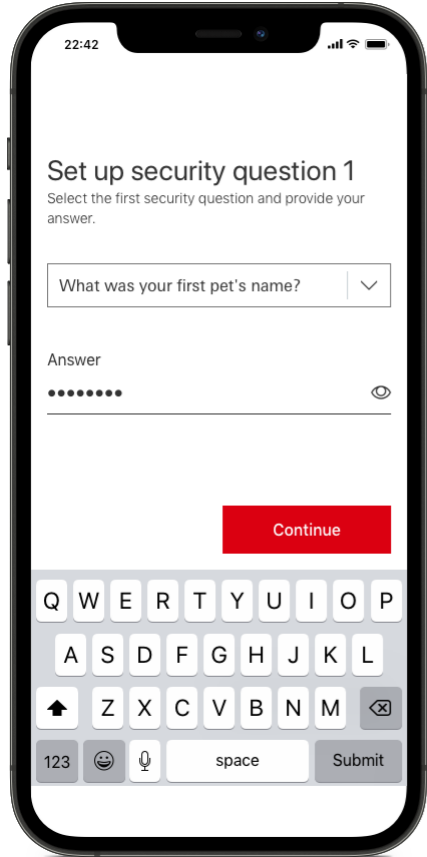 22:42
Set up security question 1
Select the first security question and provide your
answer.
What was your first pet's name?
Answer
••••••••
Continue
Q W E R T Y U I O P
A S D F G H J K L
Z X C V B N M
123 space Submit